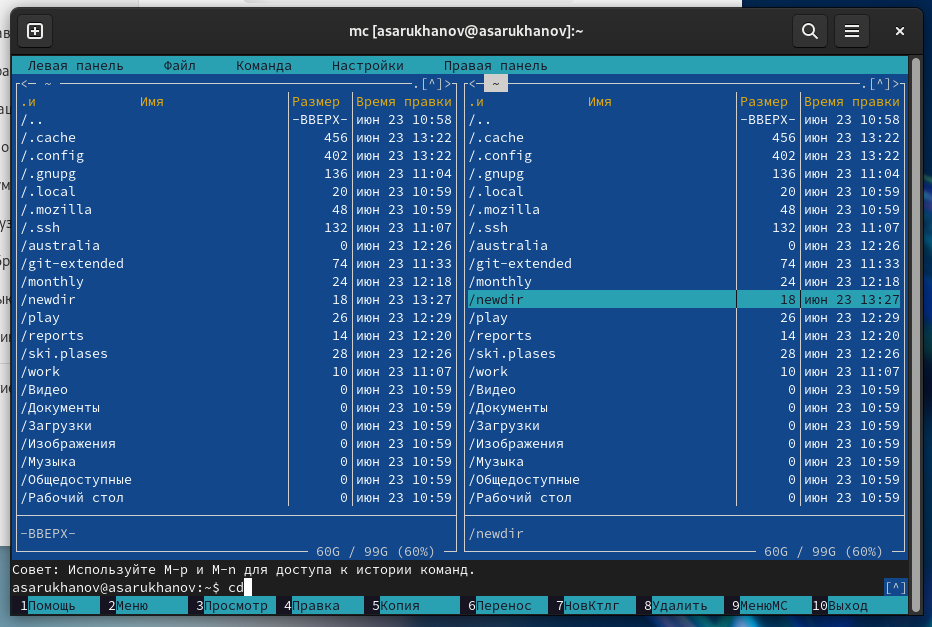 mc [asarukhanov@asarukhanov]:~
Левая панель Файл Команда Настройки Правая панель
<— ~ .[^]> <— ~ .[^]>
.и Имя Размер Время правки .и Имя Размер Время правки
/.. -ВВЕРХ- июн 23 10:58 /.. -ВВЕРХ- июн 23 10:58
/.cache 456 июн 23 13:22 /.cache 456 июн 23 13:22
/.config 402 июн 23 13:22 /.config 402 июн 23 13:22
/.gnupg 136 июн 23 11:04 /.gnupg 136 июн 23 11:04
/.local 20 июн 23 10:59 /.local 20 июн 23 10:59
/.mozilla 48 июн 23 10:59 /.mozilla 48 июн 23 10:59
/.ssh 132 июн 23 11:07 /.ssh 132 июн 23 11:07
/australia 0 июн 23 12:26 /australia 0 июн 23 12:26
/git-extended 74 июн 23 11:33 /git-extended 74 июн 23 11:33
/monthly 24 июн 23 12:18 /monthly 24 июн 23 12:18
/newdir 18 июн 23 13:27 /newdir 18 июн 23 13:27
/play 26 июн 23 12:29 /play 26 июн 23 12:29
/reports 14 июн 23 12:20 /reports 14 июн 23 12:20
/ski.plases 28 июн 23 12:26 /ski.plases 28 июн 23 12:26
/work 10 июн 23 11:07 /work 10 июн 23 11:07
/Видео 0 июн 23 10:59 /Видео 0 июн 23 10:59
/Документы 0 июн 23 10:59 /Документы 0 июн 23 10:59
/Загрузки 0 июн 23 10:59 /Загрузки 0 июн 23 10:59
/Изображения 0 июн 23 10:59 /Изображения 0 июн 23 10:59
/Музыка 0 июн 23 10:59 /Музыка 0 июн 23 10:59
/Общедоступные 0 июн 23 10:59 /Общедоступные 0 июн 23 10:59
/Рабочий стол 0 июн 23 10:59 /Рабочий стол 0 июн 23 10:59
-ВВЕРХ- /newdir
60G / 99G (60%) 60G / 99G (60%)
Совет: Используйте M-p и M-n для доступа к истории команд.
asarukhanov@asarukhanov:~$ cd [^]
1Помощь 2Меню 3Просмотр 4Правка 5Копия 6Перенос 7НовКтлг 8Удалить 9МенюМС 10Выход